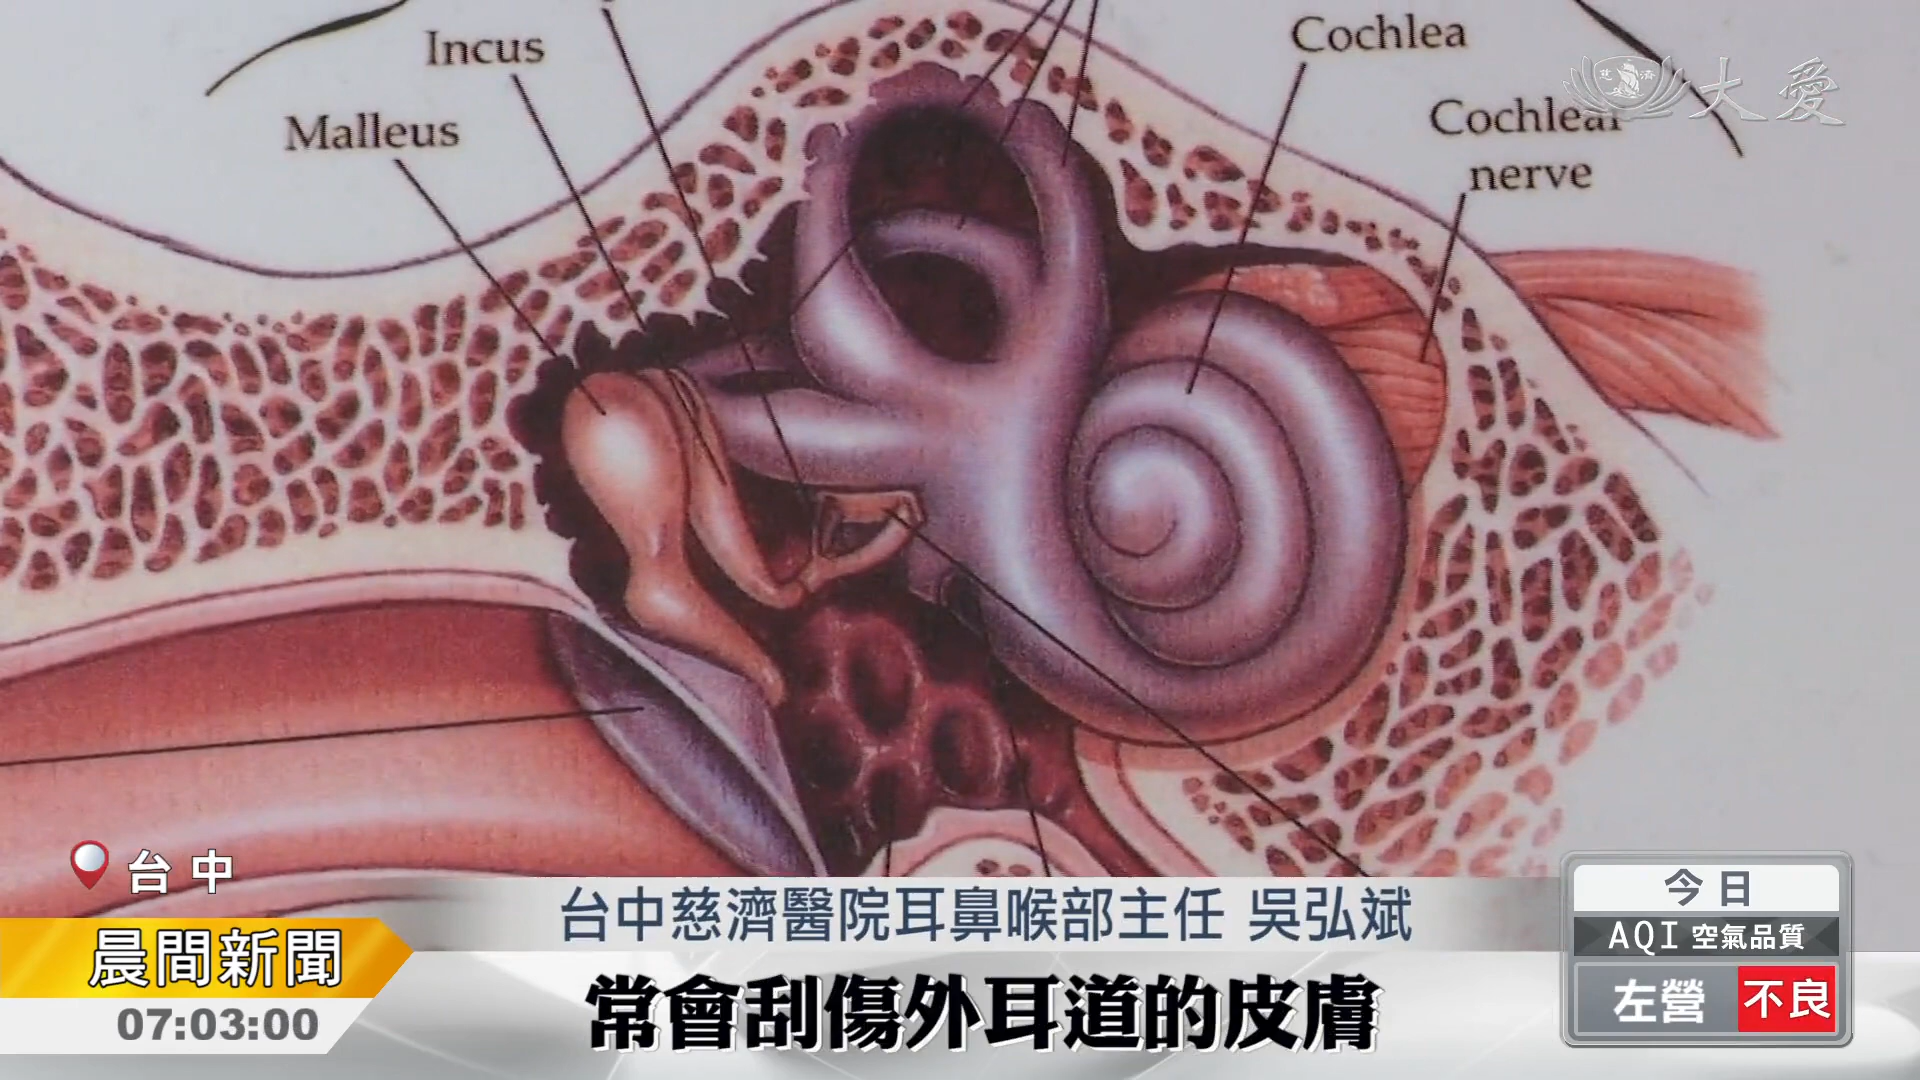 Incus
Malleus
Cochlea
Cochlear
nerve
慈濟
大愛
台中
台中慈濟醫院耳鼻喉部主任 吳弘斌
晨間新聞
常會刮傷外耳道的皮膚
07:03:00
今日
AQI 空氣品質
左營 不良